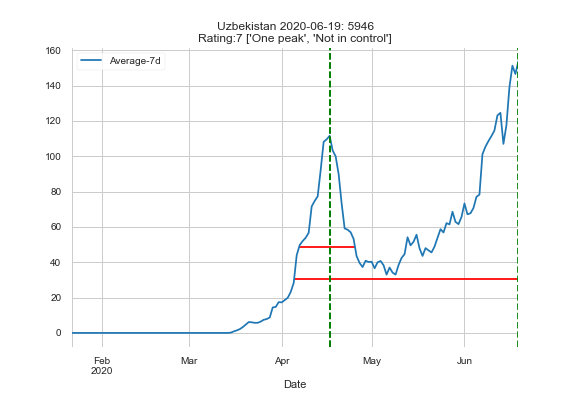 Uzbekistan 2020-06-19: 5946
Rating:7 ['One peak', 'Not in control']
Average-7d
160
140
120
100
80
60
40
20
0
Feb
2020
Mar
Apr
May
Jun
Date